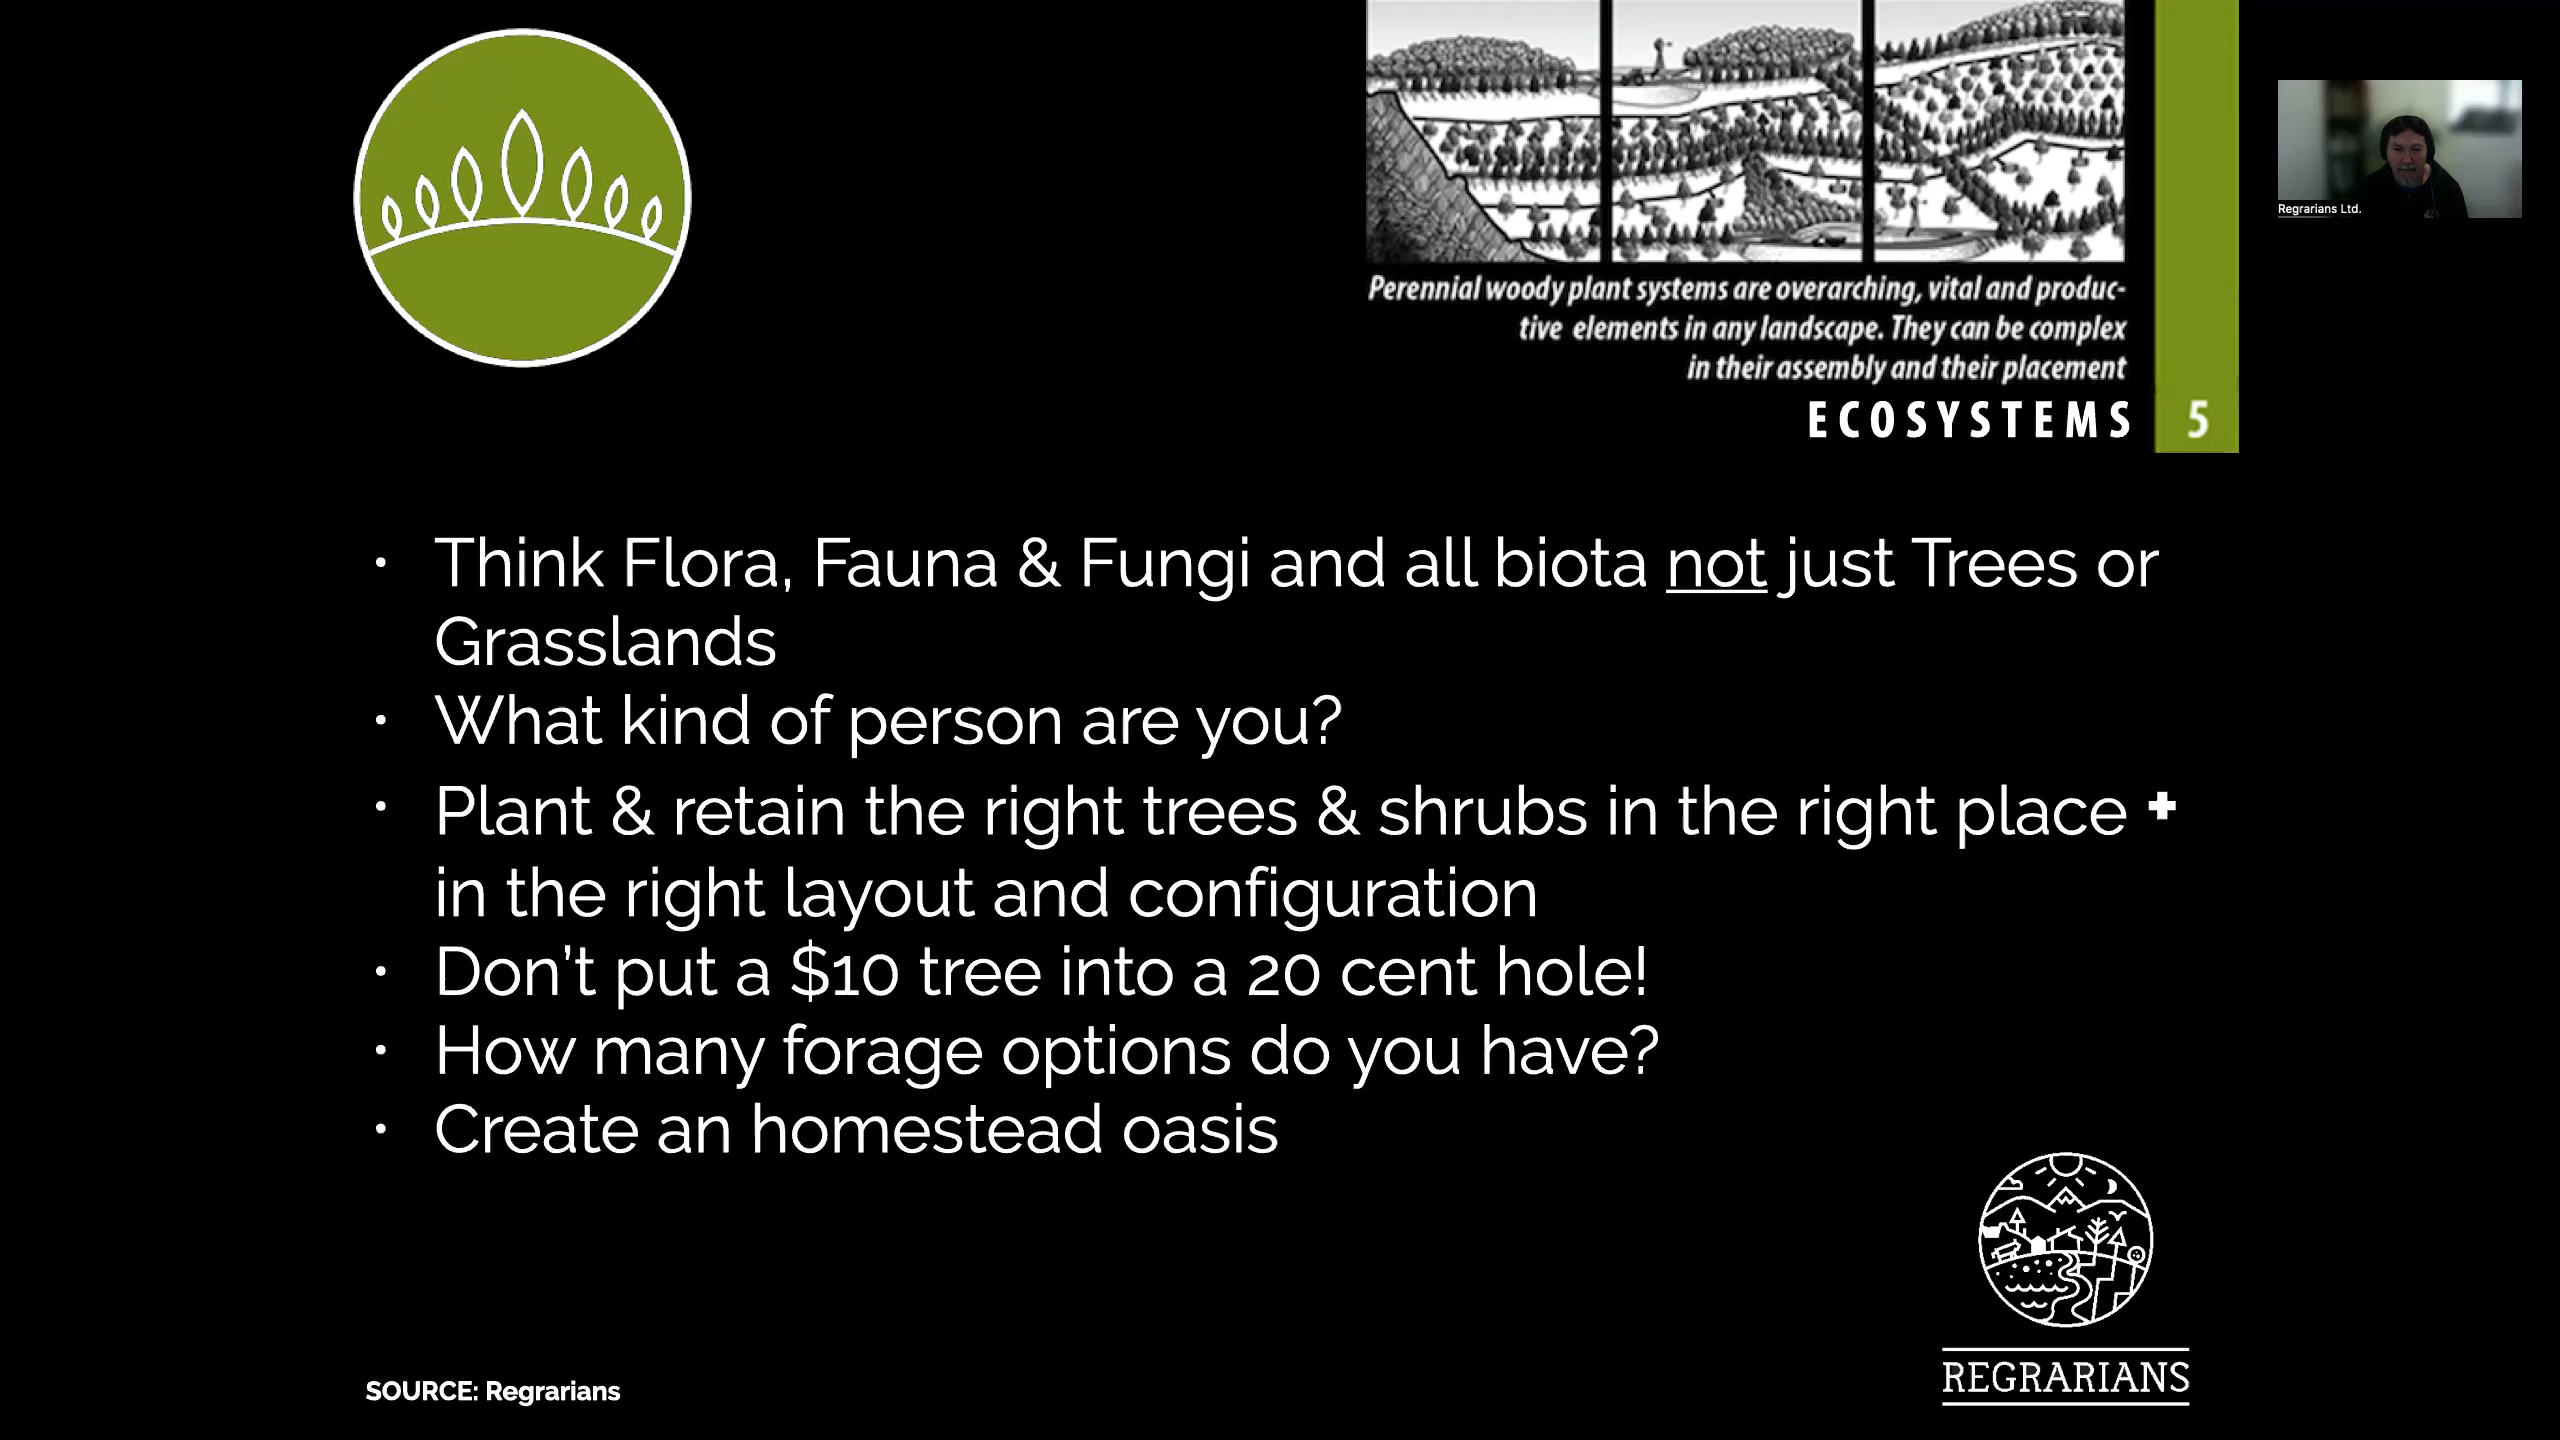 Perennial woody plant systems are overarching, vital and produc-
tive elements in any landscape. They can be complex
in their assembly and their placement
ECOSYSTEMS 5
Regrarians Ltd.
• Think Flora, Fauna & Fungi and all biota not just Trees or
Grasslands
• What kind of person are you?
• Plant & retain the right trees & shrubs in the right place +
in the right layout and configuration
• Don’t put a $10 tree into a 20 cent hole!
• How many forage options do you have?
• Create an homestead oasis
REGRARIANS
SOURCE: Regrarians